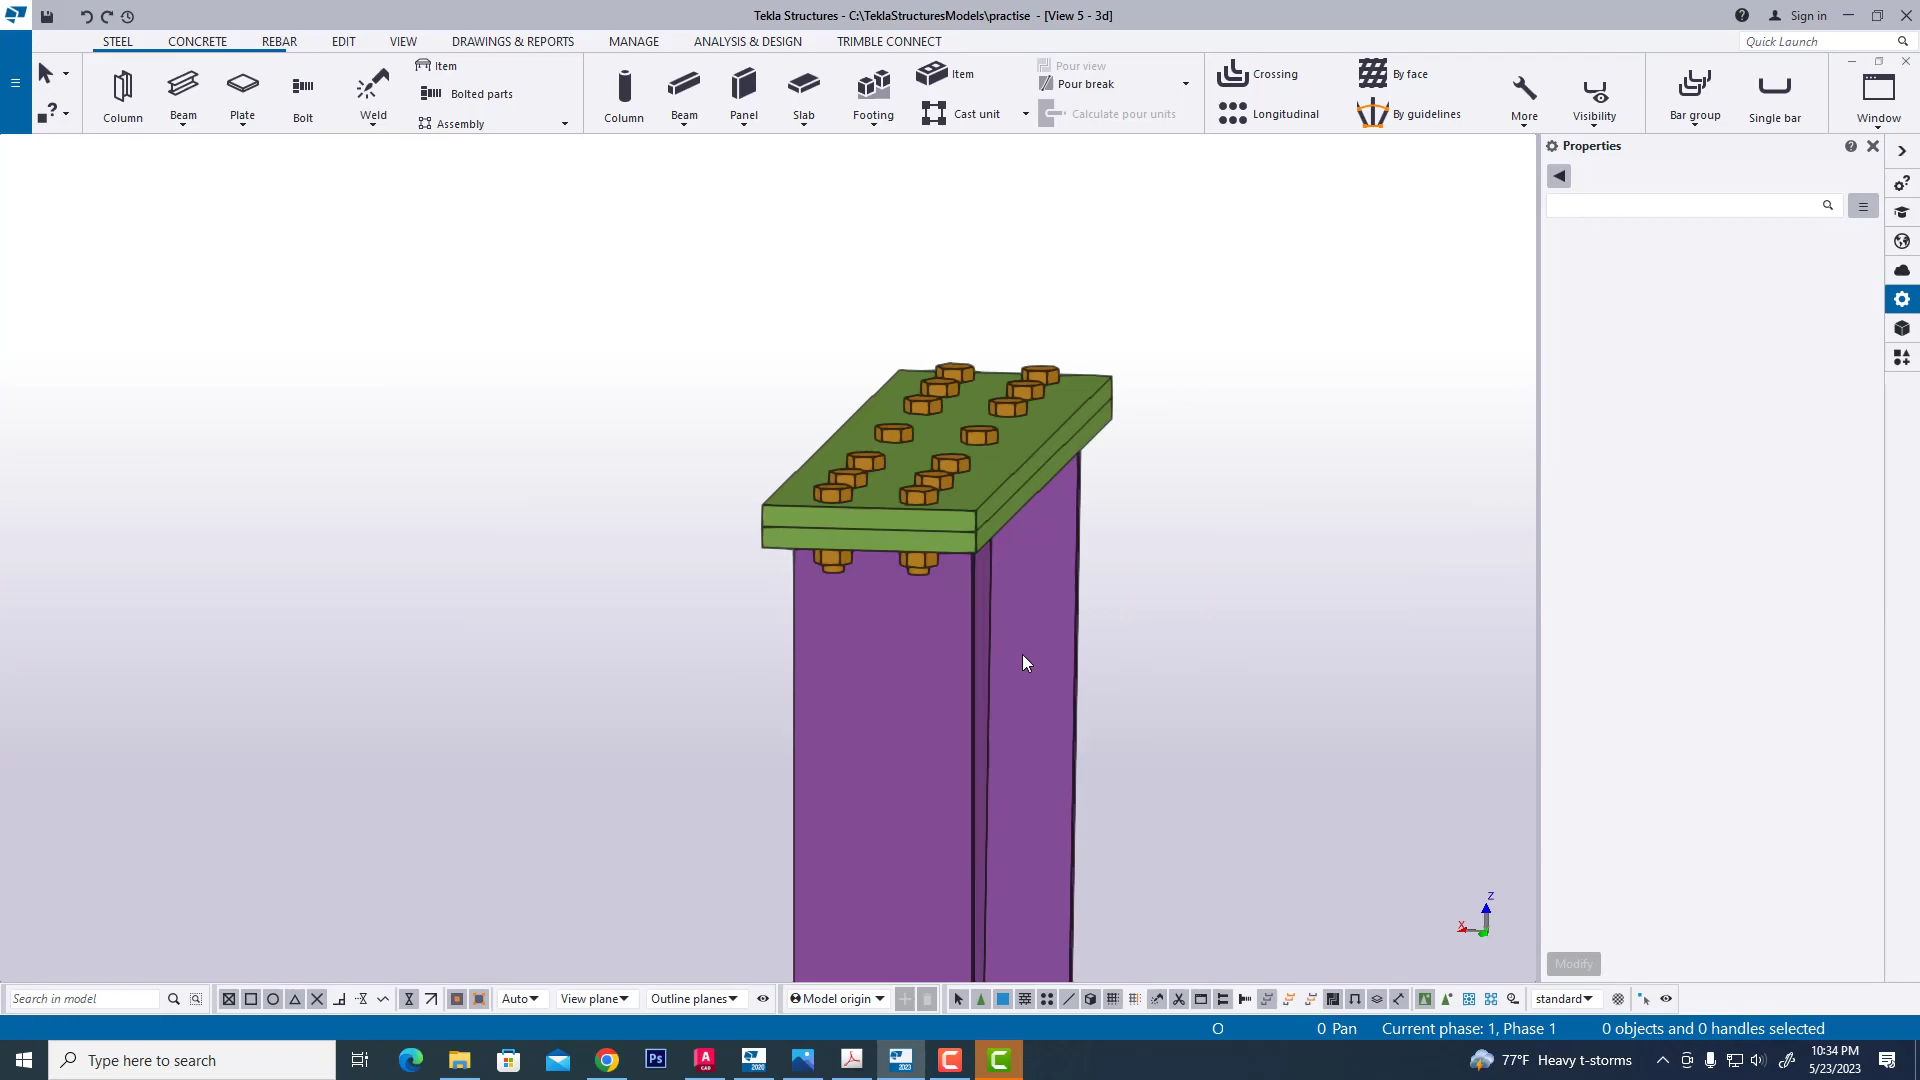 Tekla Structures - C:\TeklaStructuresModels\practise - [View 5 - 3d]
Sign in
STEEL CONCRETE REBAR EDIT VIEW DRAWINGS & REPORTS MANAGE ANALYSIS & DESIGN TRIMBLE CONNECT
Quick Launch
Column
Beam
Plate
Bolt
Weld
Item
Bolted parts
Assembly
Column
Beam
Panel
Slab
Footing
Item
Cast unit
Pour view
Pour break
Calculate pour units
Crossing
Longitudinal
By face
By guidelines
More
Visibility
Bar group
Single bar
Window
Properties
Z
X
Modify
Search in model
Auto
View plane
Outline planes
Model origin
standard
O
0 Pan
Current phase: 1, Phase 1
0 objects and 0 handles selected
Type here to search
Ps
A
CAD
2020
2023
C
C
77°F Heavy t-storms
10:34 PM
5/23/2023